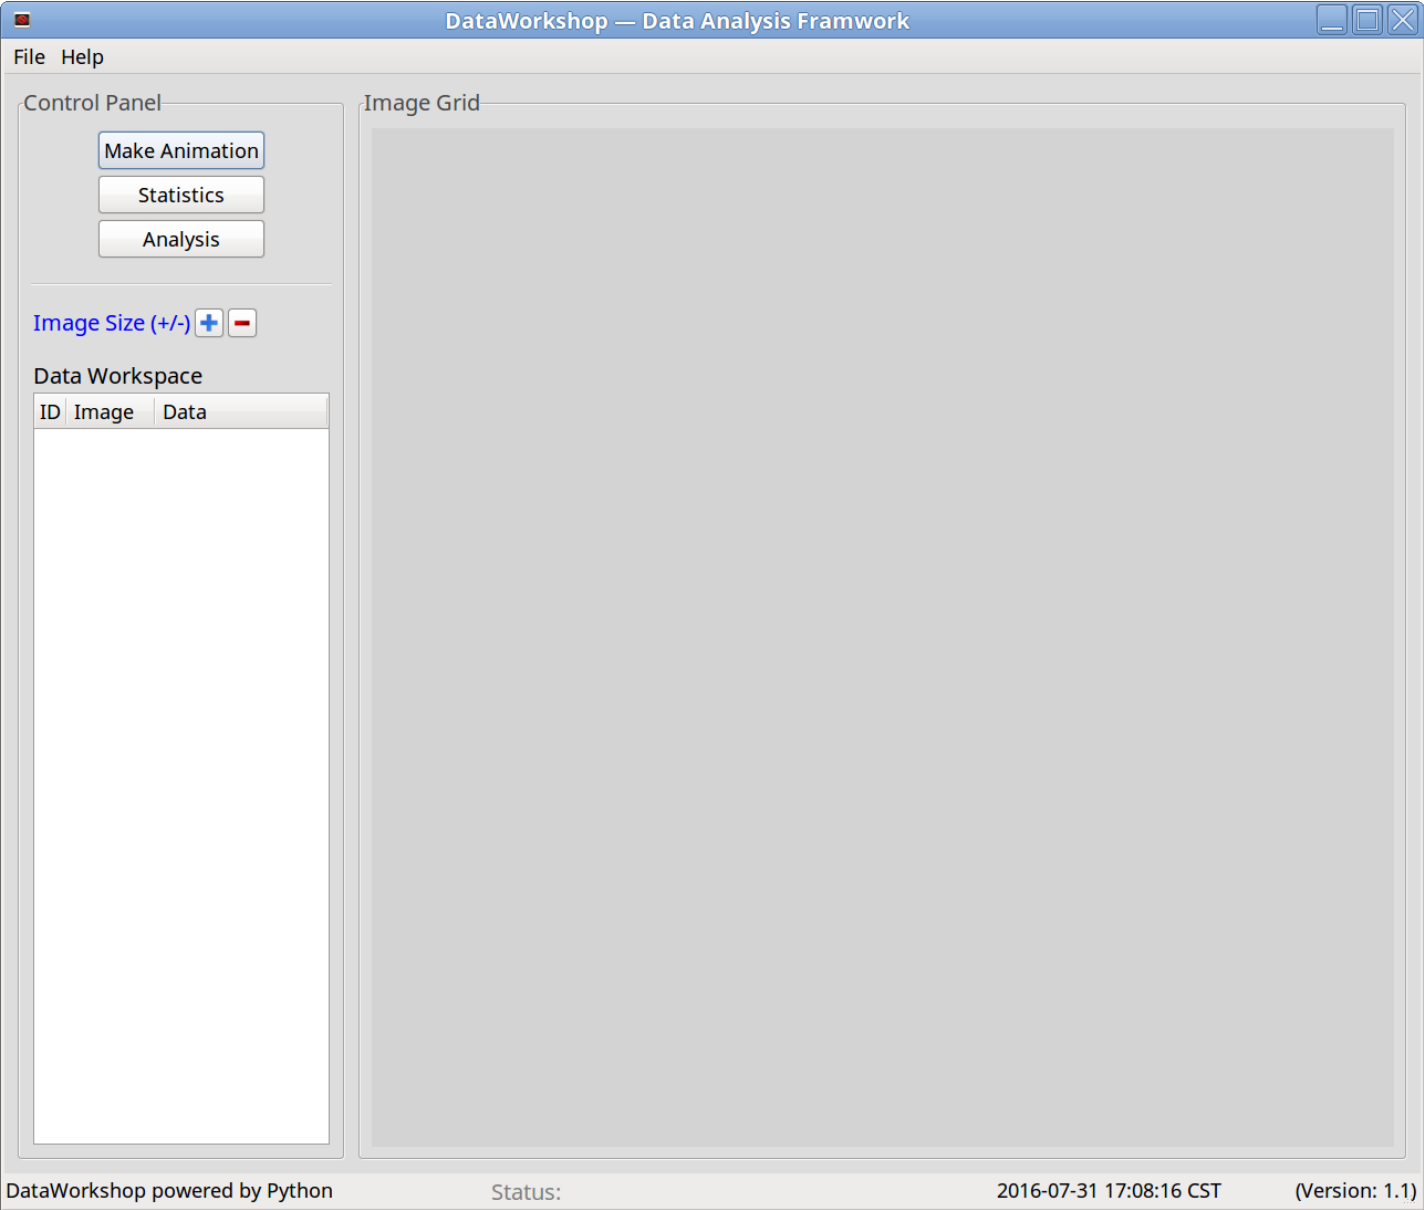 DataWorkshop — Data Analysis Framwork
File Help
Control Panel
Make Animation
Statistics
Analysis
Image Size (+/-)
Data Workspace
ID Image Data
Image Grid
DataWorkshop powered by Python Status: 2016-07-31 17:08:16 CST (Version: 1.1)